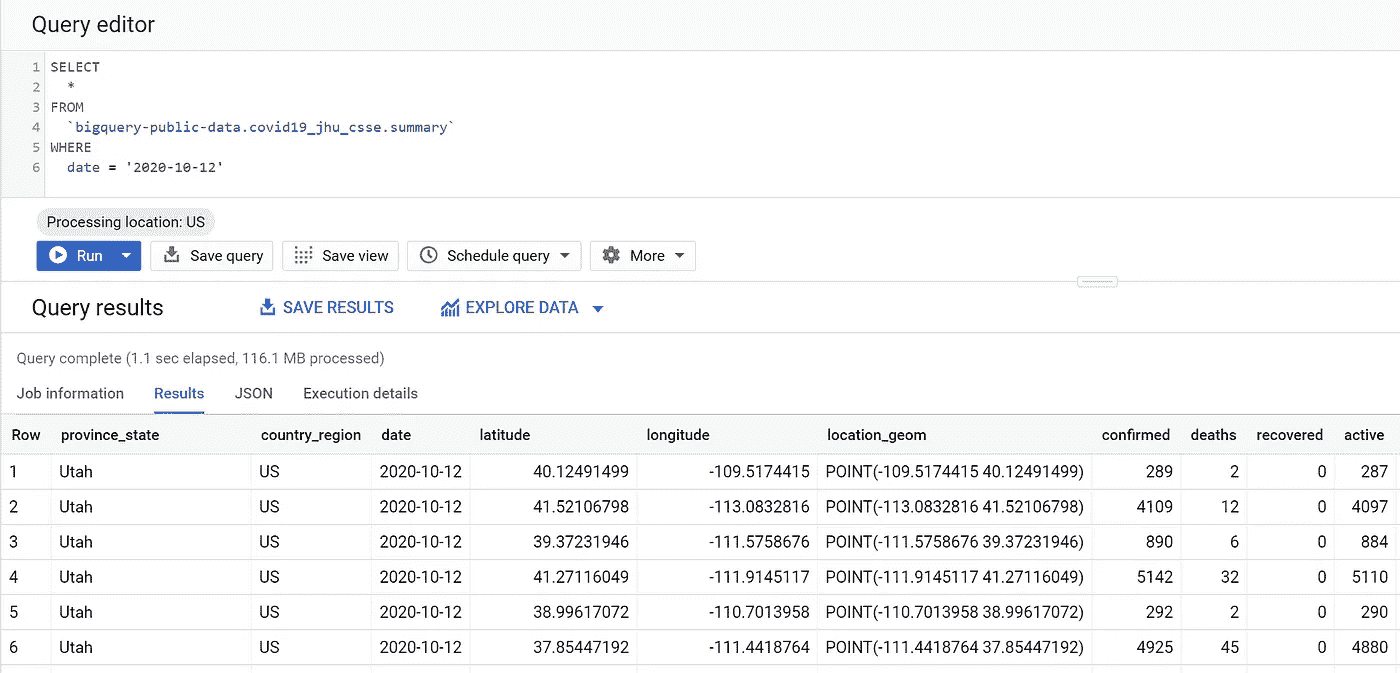 Query editor
1 SELECT
2 *
3 FROM
4 `bigquery-public-data.covid19_jhu_csse.summary`
5 WHERE
6 date = '2020-10-12'
Processing location: US
Run Save query Save view Schedule query More
Query results SAVE RESULTS EXPLORE DATA
Query complete (1.1 sec elapsed, 116.1 MB processed)
Job information Results JSON Execution details
Row province_state country_region date latitude longitude location_geom confirmed deaths recovered active
1 Utah US 2020-10-12 40.12491499 -109.5174415 POINT(-109.5174415 40.12491499) 289 2 0 287
2 Utah US 2020-10-12 41.52106798 -113.0832816 POINT(-113.0832816 41.52106798) 4109 12 0 4097
3 Utah US 2020-10-12 39.37231946 -111.5758676 POINT(-111.5758676 39.37231946) 890 6 0 884
4 Utah US 2020-10-12 41.27116049 -111.9145117 POINT(-111.9145117 41.27116049) 5142 32 0 5110
5 Utah US 2020-10-12 38.99617072 -110.7013958 POINT(-110.7013958 38.99617072) 292 2 0 290
6 Utah US 2020-10-12 37.85447192 -111.4418764 POINT(-111.4418764 37.85447192) 4925 45 0 4880